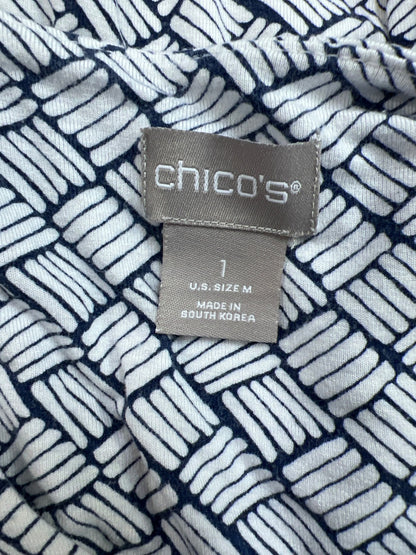 chico's®
1
U.S. SIZE M
MADE IN
SOUTH KOREA